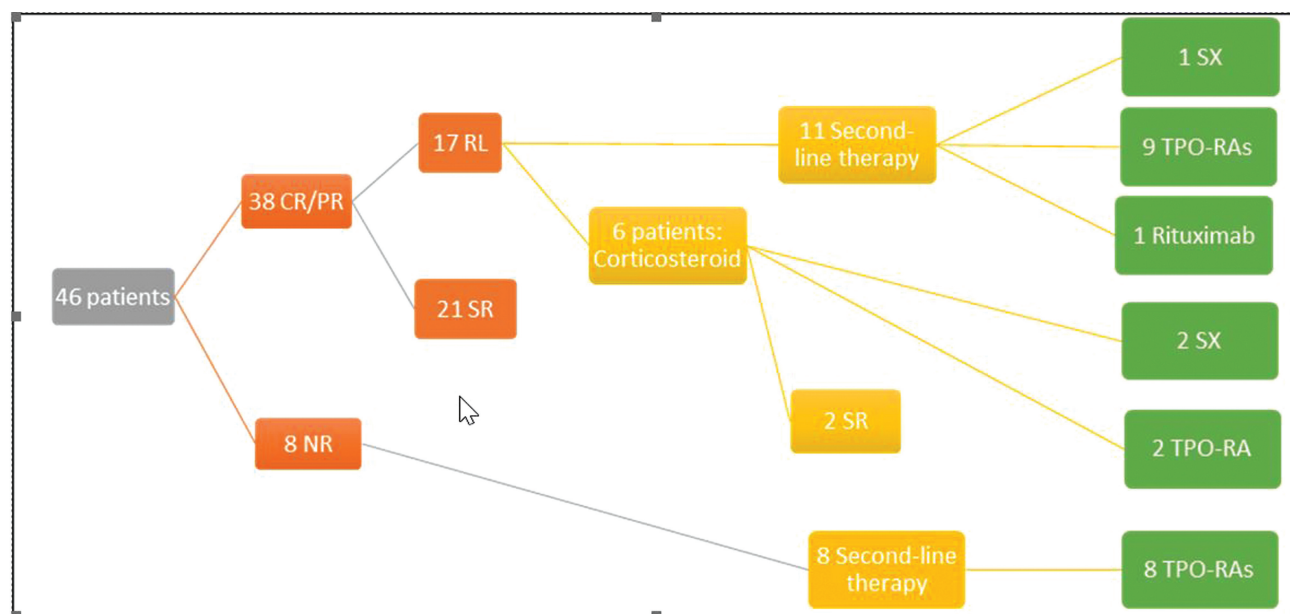 46 patients
38 CR/PR
8 NR
17 RL
21 SR
11 Second-
line therapy
6 patients:
Corticosteroid
2 SR
8 Second-line
therapy
1 SX
9 TPO-RAs
1 Rituximab
2 SX
2 TPO-RA
8 TPO-RAs